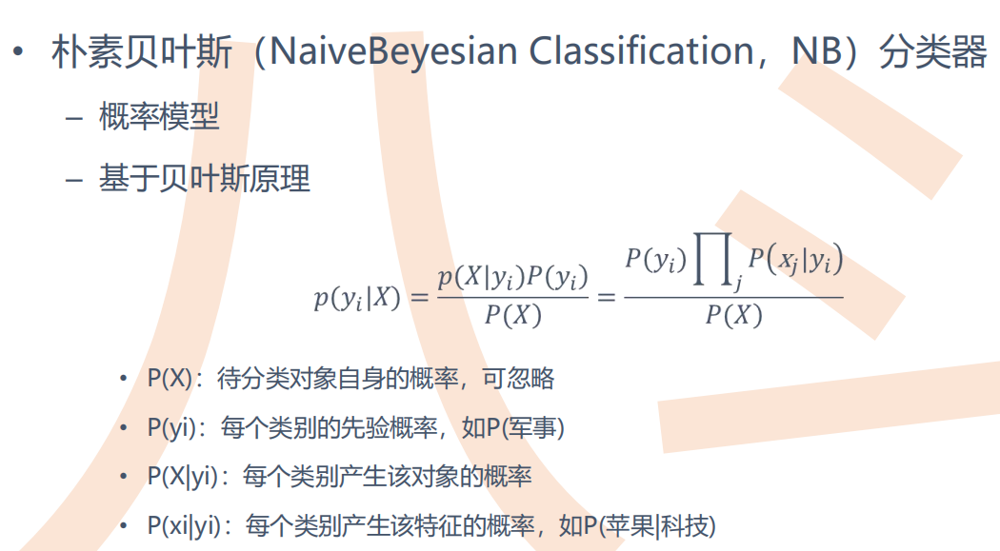 • 朴素贝叶斯（NaiveBeyesian Classification，NB）分类器
– 概率模型
– 基于贝叶斯原理
p(y_i|X) = p(X|y_i)P(y_i) / P(X) = P(y_i)∏_j P(x_j|y_i) / P(X)
• P(X)：待分类对象自身的概率，可忽略
• P(yi)：每个类别的先验概率，如P(军事)
• P(X|yi)：每个类别产生该对象的概率
• P(xi|yi)：每个类别产生该特征的概率，如P(苹果|科技)